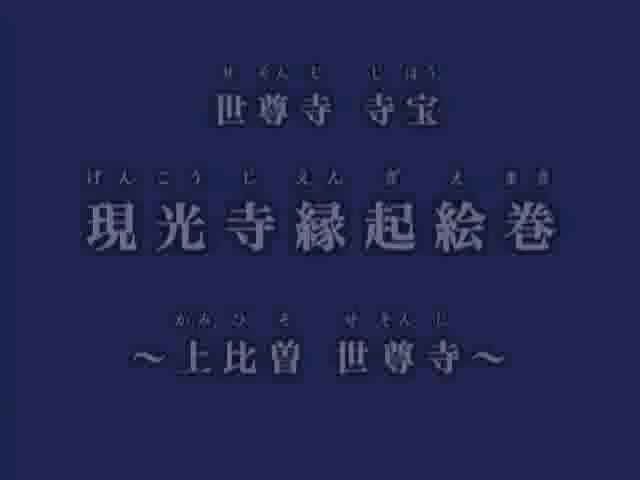 せそんじ じほう
世尊寺 寺宝
げんこうじえんぎえまき
現光寺縁起絵巻
かみひそ せそんじ
～上比曽 世尊寺～